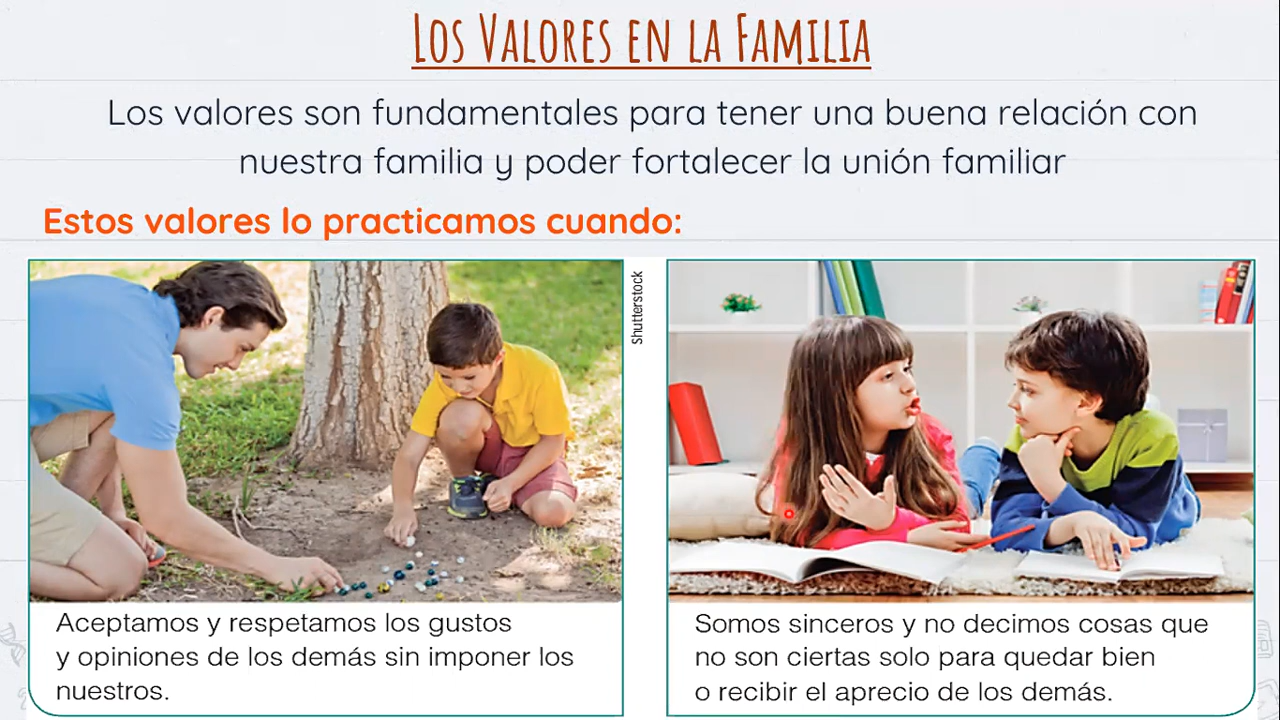 Los Valores en la Familia
Los valores son fundamentales para tener una buena relación con
nuestra familia y poder fortalecer la unión familiar
Estos valores lo practicamos cuando:
Shutterstock
Aceptamos y respetamos los gustos
y opiniones de los demás sin imponer los
nuestros.
Somos sinceros y no decimos cosas que
no son ciertas solo para quedar bien
o recibir el aprecio de los demás.